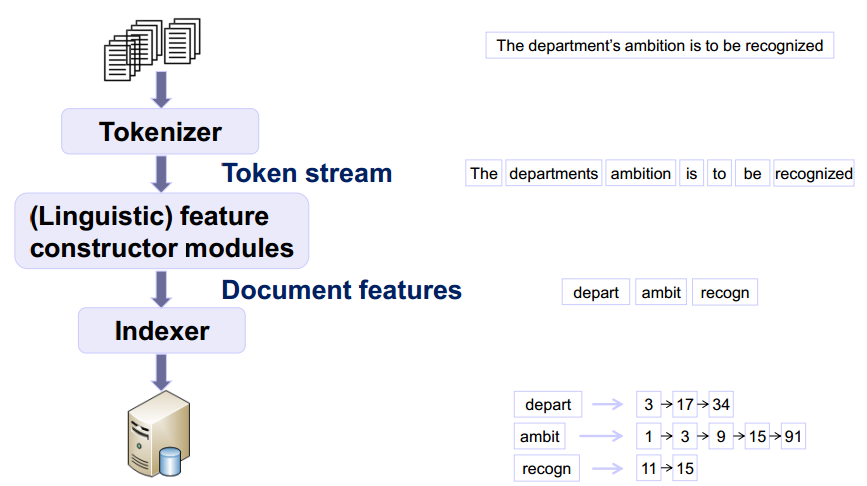 The department’s ambition is to be recognized
Tokenizer
Token stream
The departments ambition is to be recognized
(Linguistic) feature
constructor modules
Document features
depart ambit recogn
Indexer
depart 3 17 34
ambit 1 3 9 15 91
recogn 11 15